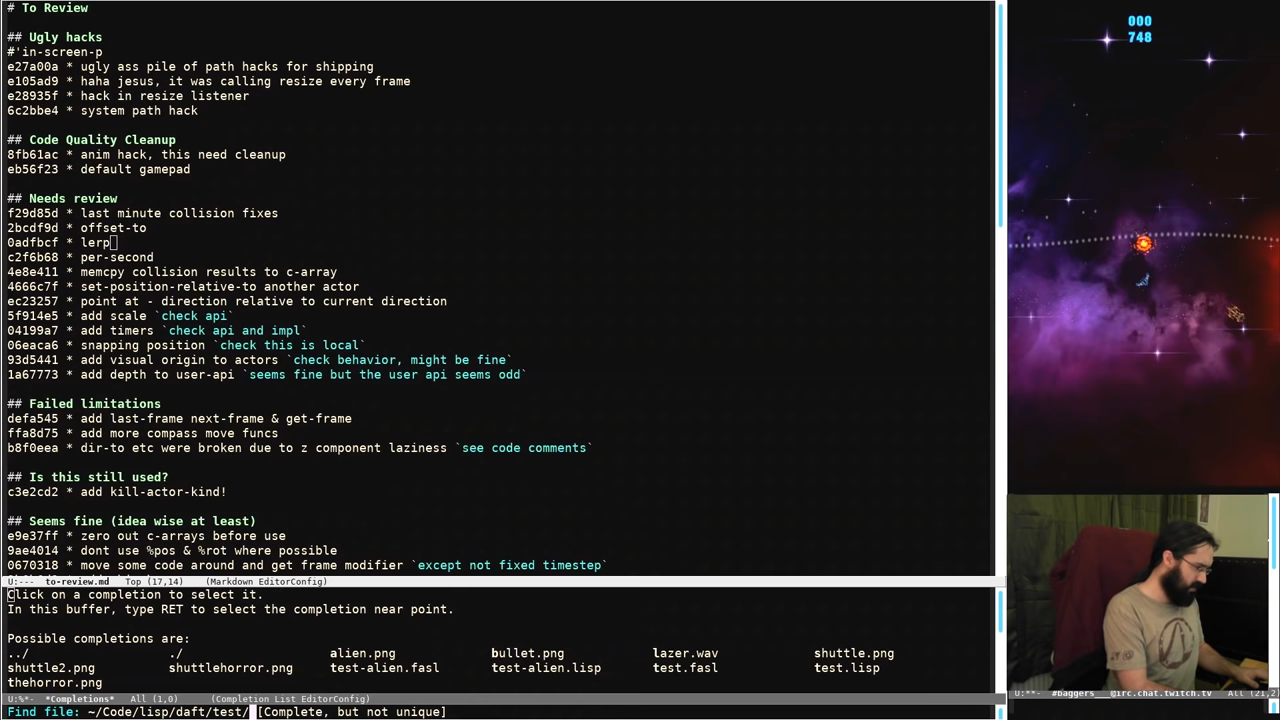 # To Review
## Ugly hacks
#'in-screen-p
e27a00a * ugly ass pile of path hacks for shipping
e105ad9 * haha jesus, it was calling resize every frame
e28935f * hack in resize listener
6c2bbe4 * system path hack
## Code Quality Cleanup
8fb61ac * anim hack, this need cleanup
eb56f23 * default gamepad
## Needs review
f29d85d * last minute collision fixes
2bcdf9d * offset-to
0adfbcf * lerp
c2f6b68 * per-second
4e8e411 * memcpy collision results to c-array
4666c7f * set-position-relative-to another actor
ec23257 * point at - direction relative to current direction
5f914e5 * add scale `check api`
04199a7 * add timers `check api and impl`
06eaca6 * snapping position `check this is local`
93d5441 * add visual origin to actors `check behavior, might be fine`
1a67773 * add depth to user-api `seems fine but the user api seems odd`
## Failed limitations
defa545 * add last-frame next-frame & get-frame
ffa8d75 * add more compass move funcs
b8f0eea * dir-to etc were broken due to z component laziness `see code comments`
## Is this still used?
c3e2cd2 * add kill-actor-kind!
## Seems fine (idea wise at least)
e9e37ff * zero out c-arrays before use
9ae4014 * dont use %pos & %rot where possible
0670318 * move some code around and get frame modifier `except not fixed timestep`
U:--- to-review.md Top (17,14) (Markdown EditorConfig)
Click on a completion to select it.
In this buffer, type RET to select the completion near point.
Possible completions are:
../ ./ alien.png bullet.png lazer.wav shuttle.png
shuttle2.png shuttlehorror.png test-alien.fasl test-alien.lisp test.fasl test.lisp
thehorror.png
U:%*- *Completions* All (1,0) (Completion List EditorConfig)
Find file: ~/Code/lisp/daft/test/ [Complete, but not unique]
000
748
U:**- #baggers___@irc.chat.twitch.tv All (21,2